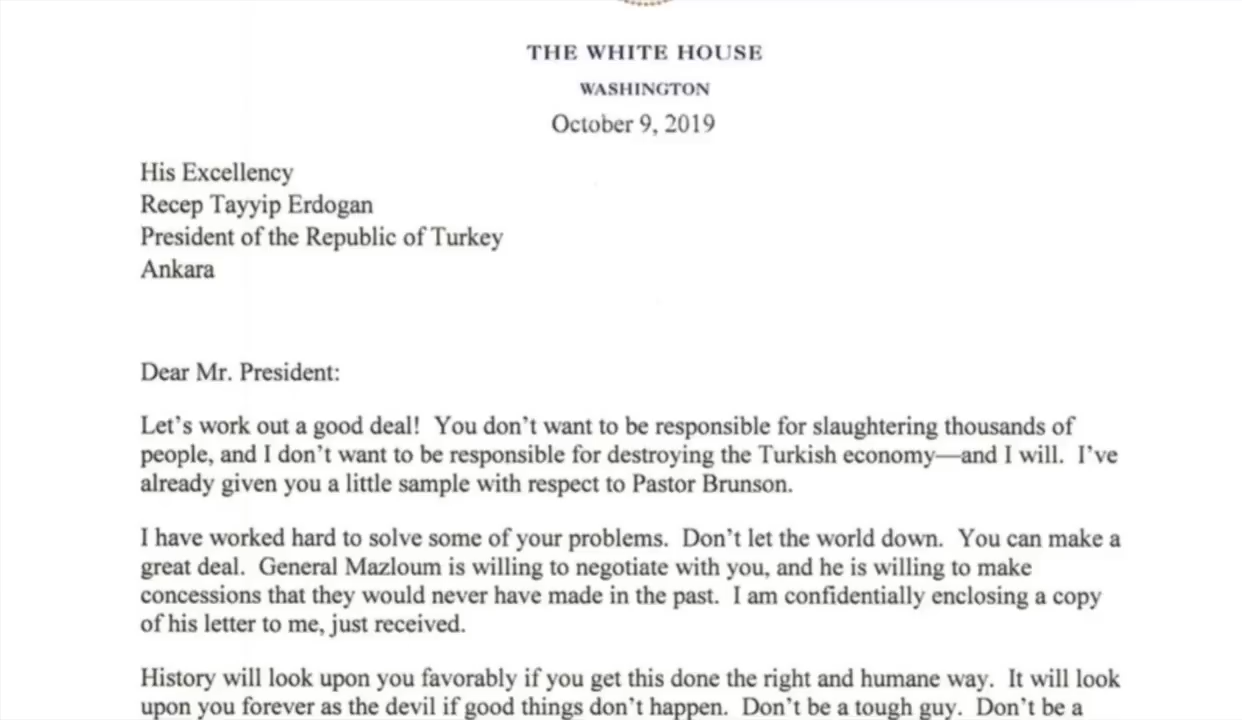 THE WHITE HOUSE
WASHINGTON
October 9, 2019
His Excellency
Recep Tayyip Erdogan
President of the Republic of Turkey
Ankara
Dear Mr. President:
Let’s work out a good deal!  You don’t want to be responsible for slaughtering thousands of
people, and I don’t want to be responsible for destroying the Turkish economy—and I will.  I’ve
already given you a little sample with respect to Pastor Brunson.
I have worked hard to solve some of your problems.  Don’t let the world down.  You can make a
great deal.  General Mazloum is willing to negotiate with you, and he is willing to make
concessions that they would never have made in the past.  I am confidentially enclosing a copy
of his letter to me, just received.
History will look upon you favorably if you get this done the right and humane way.  It will look
upon you forever as the devil if good things don’t happen.  Don’t be a tough guy.  Don’t be a